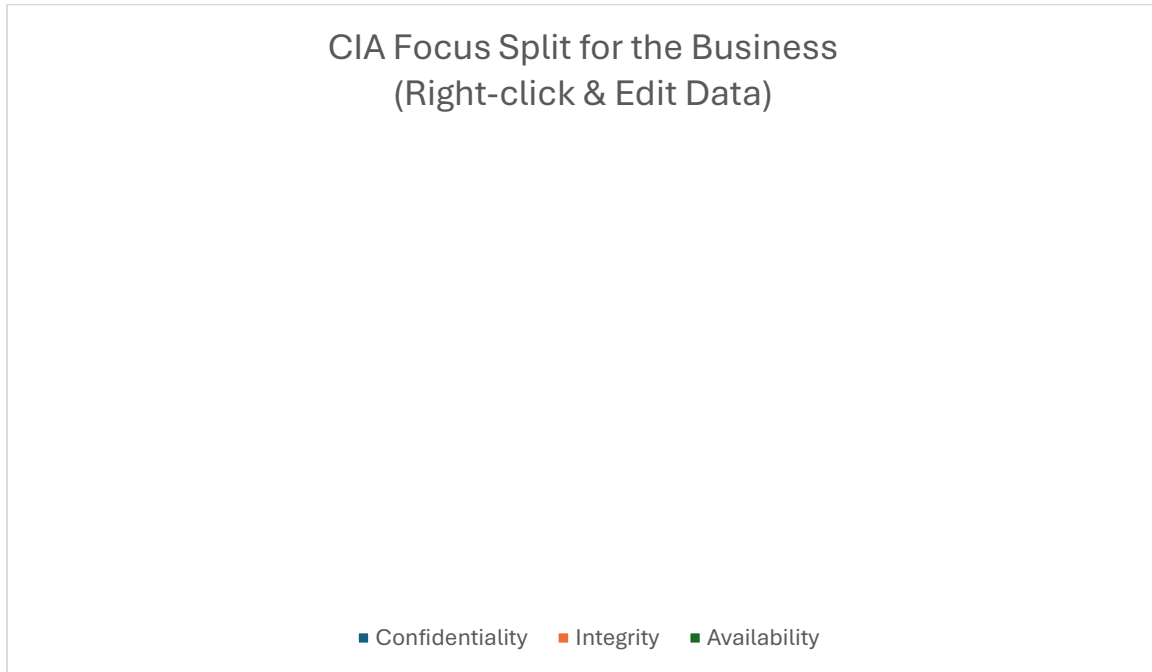 CIA Focus Split for the Business
(Right-click & Edit Data)
Confidentiality Integrity Availability